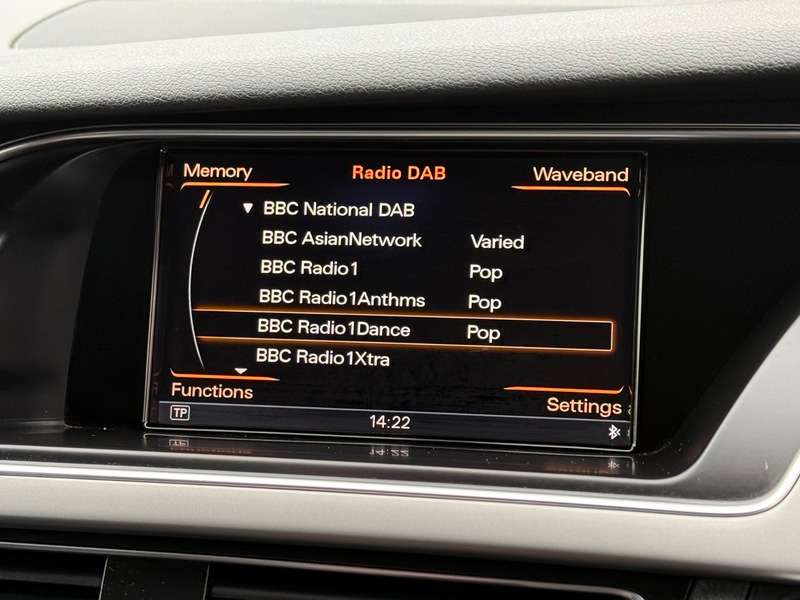 Memory Radio DAB Waveband
BBC National DAB
BBC AsianNetwork Varied
BBC Radio1 Pop
BBC Radio1Anthms Pop
BBC Radio1Dance Pop
BBC Radio1Xtra
Functions Settings
TP 14:22